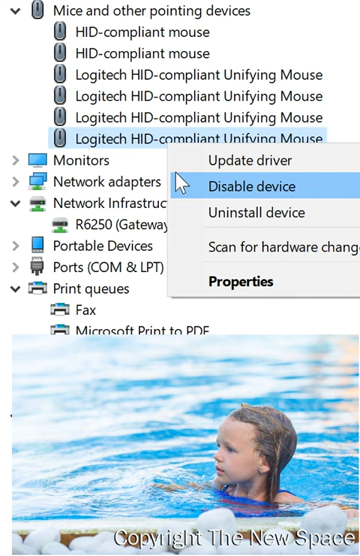 Mice and other pointing devices
HID-compliant mouse
HID-compliant mouse
Logitech HID-compliant Unifying Mouse
Logitech HID-compliant Unifying Mouse
Logitech HID-compliant Unifying Mouse
Logitech HID-compliant Unifying Mouse
Monitors
Update driver
Network adapters
Disable device
Network Infrastruc
Uninstall device
R6250 (Gateway
Portable Devices
Scan for hardware change
Ports (COM & LPT)
Properties
Print queues
Fax
Microsoft Print to PDF
Copyright The New Space